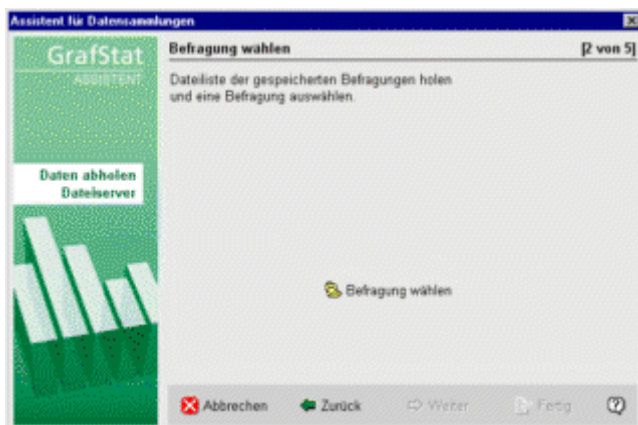 Assistent für Datensammlungen
GrafStat
ASSISTENT
Daten abholen
Dateiserver
Befragung wählen [2 von 5]
Dateiliste der gespeicherten Befragungen holen
und eine Befragung auswählen.
Befragung wählen
Abbrechen Zurück Weiter Fertig